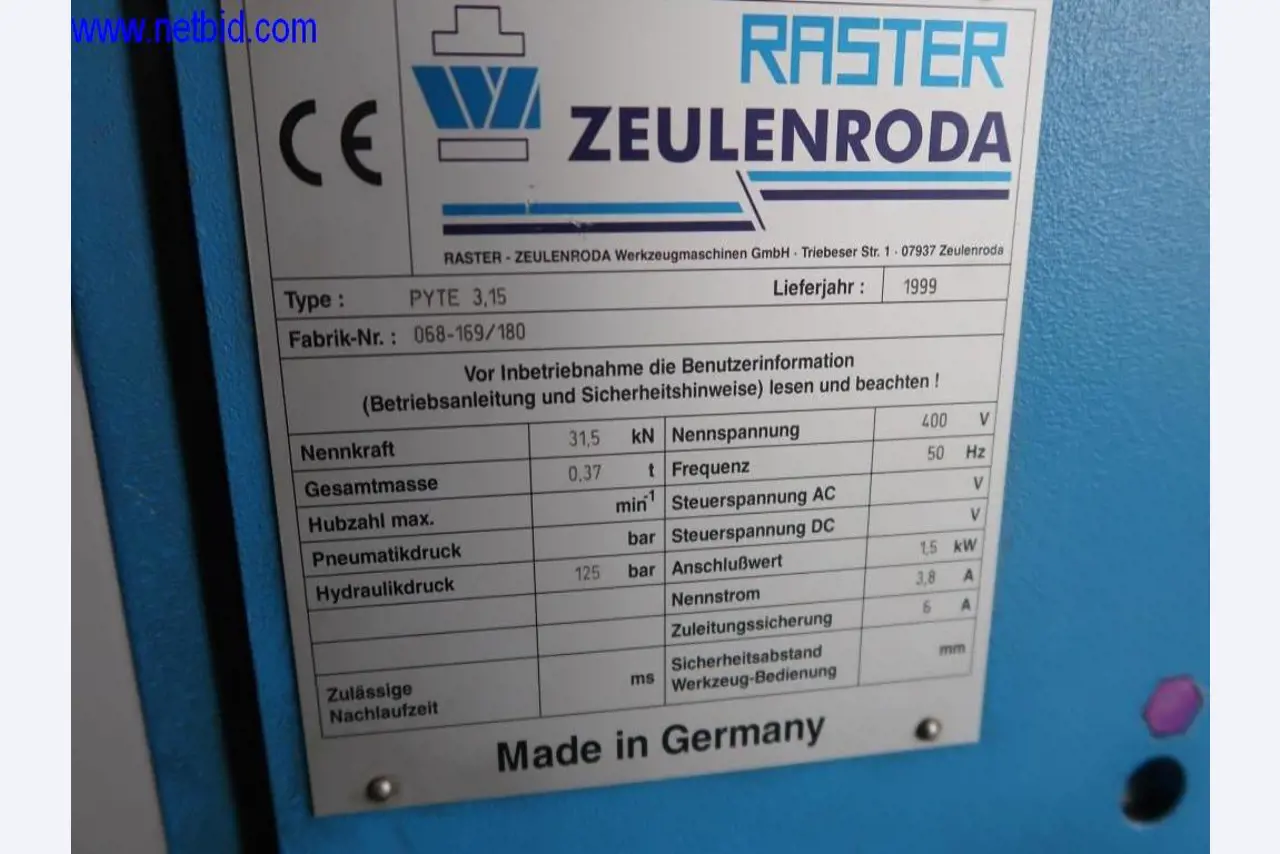 www.netbid.com
CE
RASTER
ZEULENRODA
RASTER - ZEULENRODA Werkzeugmaschinen GmbH · Triebeser Str. 1 · 07937 Zeulenroda
Type : PYTE 3,15 Lieferjahr : 1999
Fabrik-Nr. : 068-169/180
Vor Inbetriebnahme die Benutzerinformation
(Betriebsanleitung und Sicherheitshinweise) lesen und beachten !
Nennkraft 31,5 kN Nennspannung 400 V
Gesamtmasse 0,37 t Frequenz 50 Hz
Hubzahl max. min-1 Steuerspannung AC V
Pneumatikdruck bar Steuerspannung DC V
Hydraulikdruck 125 bar Anschlußwert 1,5 kW
Nennstrom 3,8 A
Zuleitungssicherung 6 A
Zulässige Nachlaufzeit ms Sicherheitsabstand Werkzeug-Bedienung mm
Made in Germany